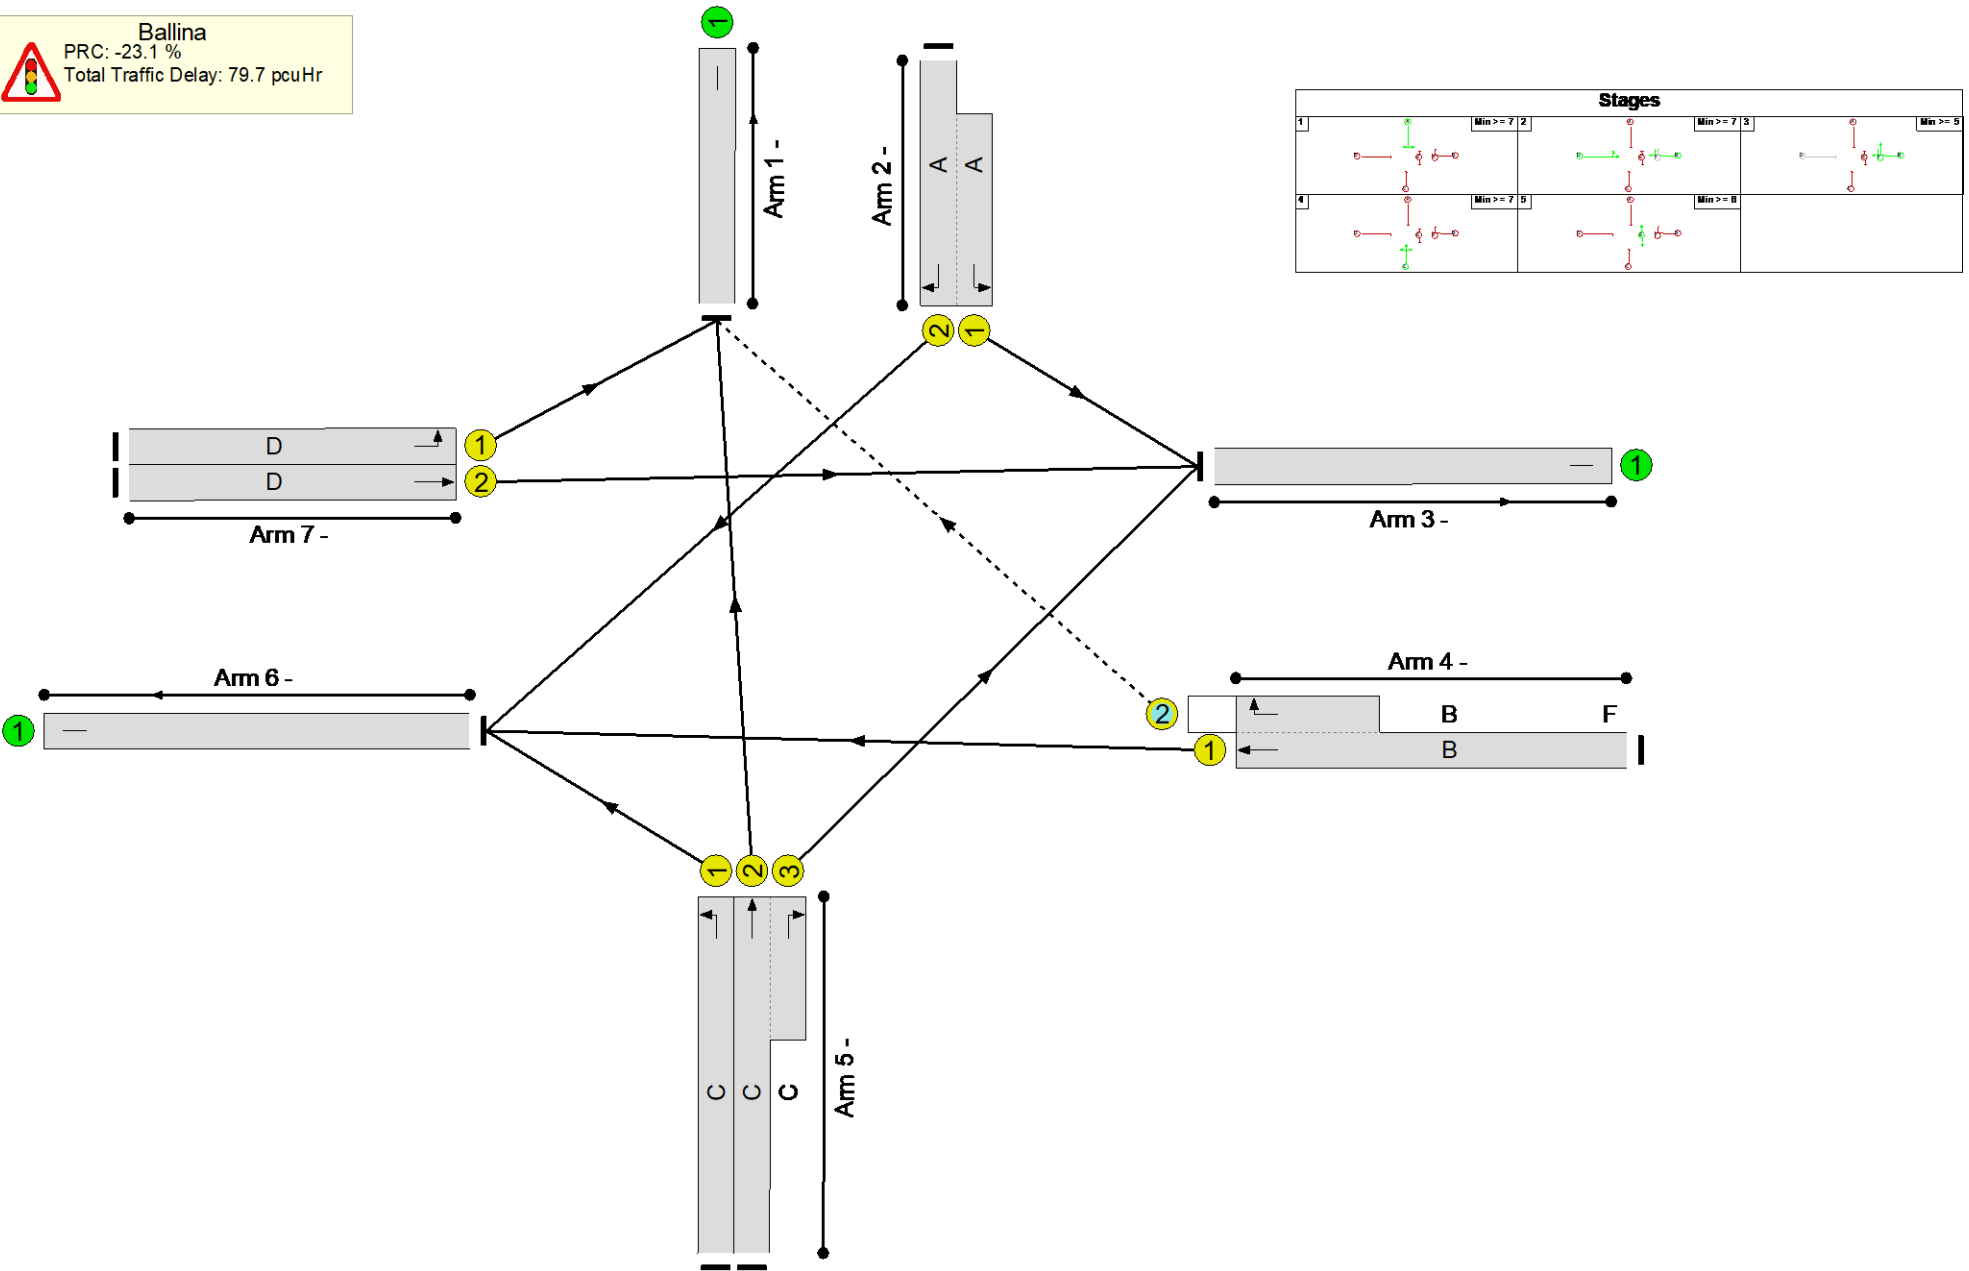 Ballina
PRC: -23.1 %
Total Traffic Delay: 79.7 pcuHr
1
Arm 1 -
Arm 2 -
A A
2 1
Stages
1 Min >= 7 2 Min >= 7 3 Min >= 5
4 Min >= 7 5 Min >= 8
D 1
D 2
Arm 7 -
1
Arm 3 -
Arm 6 -
1
Arm 4 -
2 B F
1 B
1 2 3
C C C
Arm 5 -